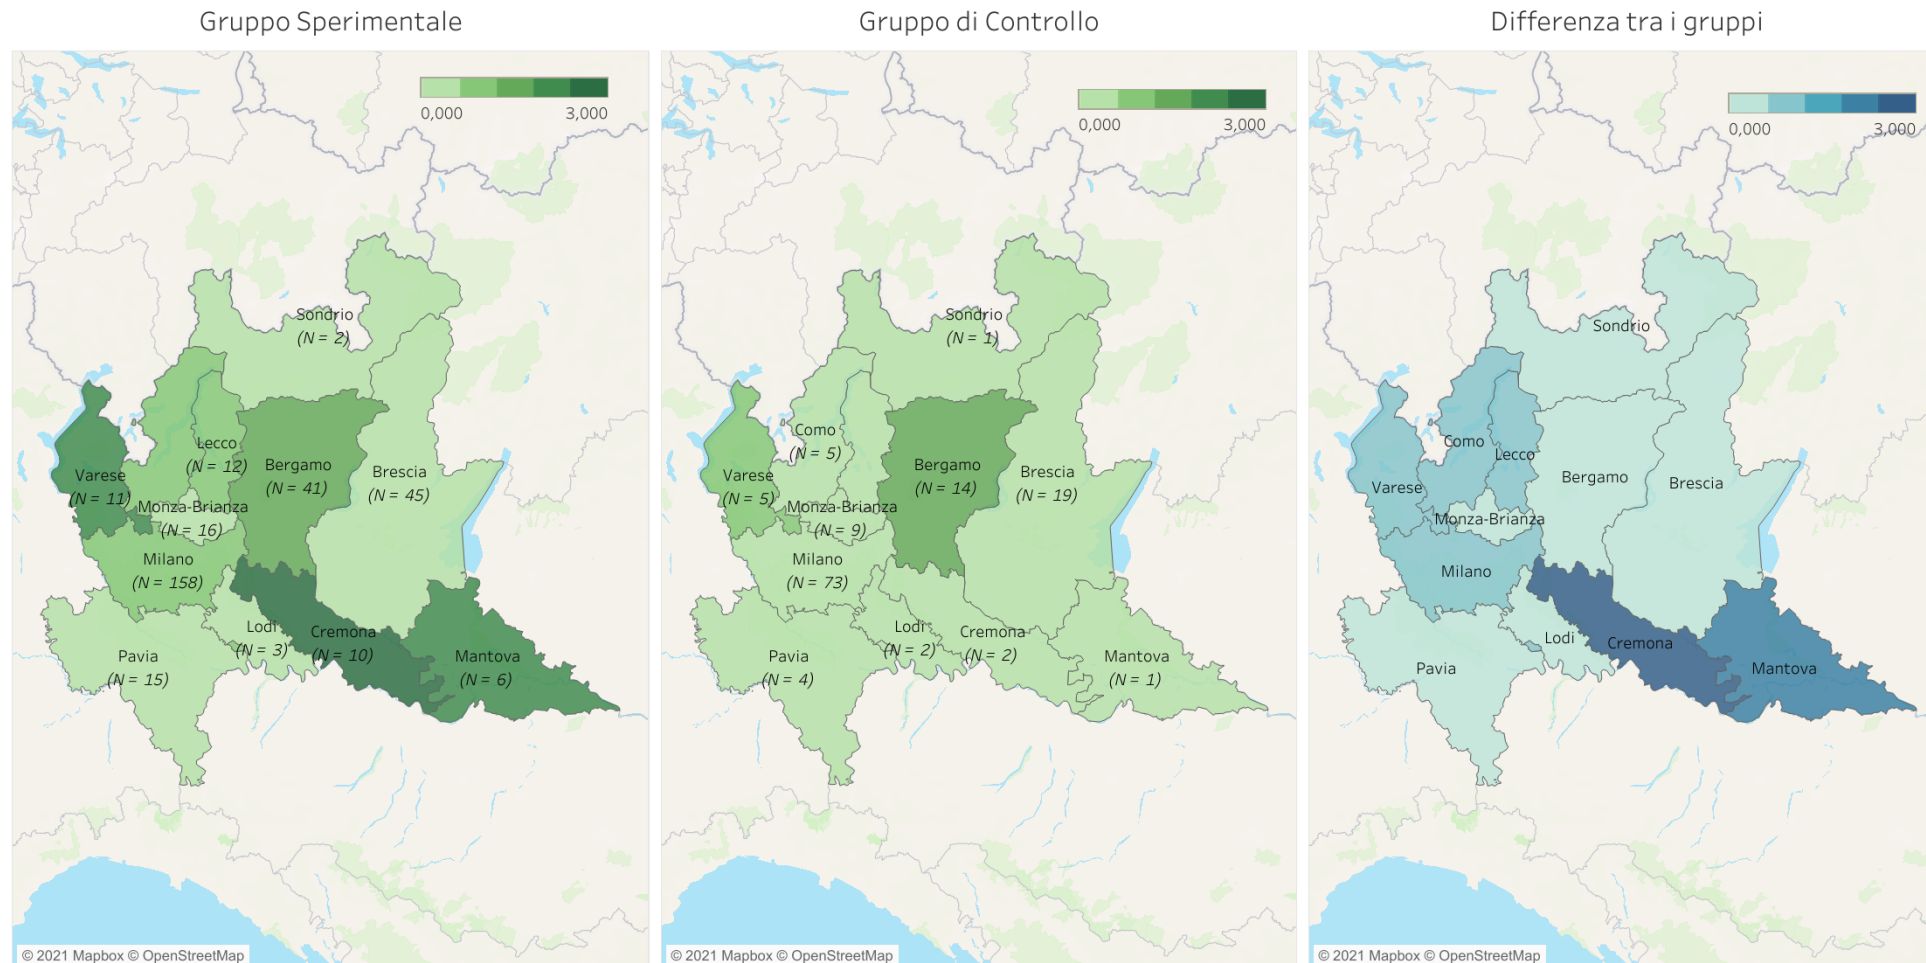 Gruppo Sperimentale
0,000 3,000
Sondrio
(N = 2)
Lecco
(N = 12)
Varese
(N = 11)
Bergamo
(N = 41)
Brescia
(N = 45)
Monza-Brianza
(N = 16)
Milano
(N = 158)
Lodi
(N = 3)
Cremona
(N = 10)
Pavia
(N = 15)
Mantova
(N = 6)
© 2021 Mapbox © OpenStreetMap
Gruppo di Controllo
0,000 3,000
Sondrio
(N = 1)
Como
(N = 5)
Varese
(N = 5)
Bergamo
(N = 14)
Brescia
(N = 19)
Monza-Brianza
(N = 9)
Milano
(N = 73)
Lodi
(N = 2)
Cremona
(N = 2)
Pavia
(N = 4)
Mantova
(N = 1)
© 2021 Mapbox © OpenStreetMap
Differenza tra i gruppi
0,000 3,000
Sondrio
Como
Lecco
Varese
Bergamo
Brescia
Monza-Brianza
Milano
Lodi
Cremona
Pavia
Mantova
© 2021 Mapbox © OpenStreetMap